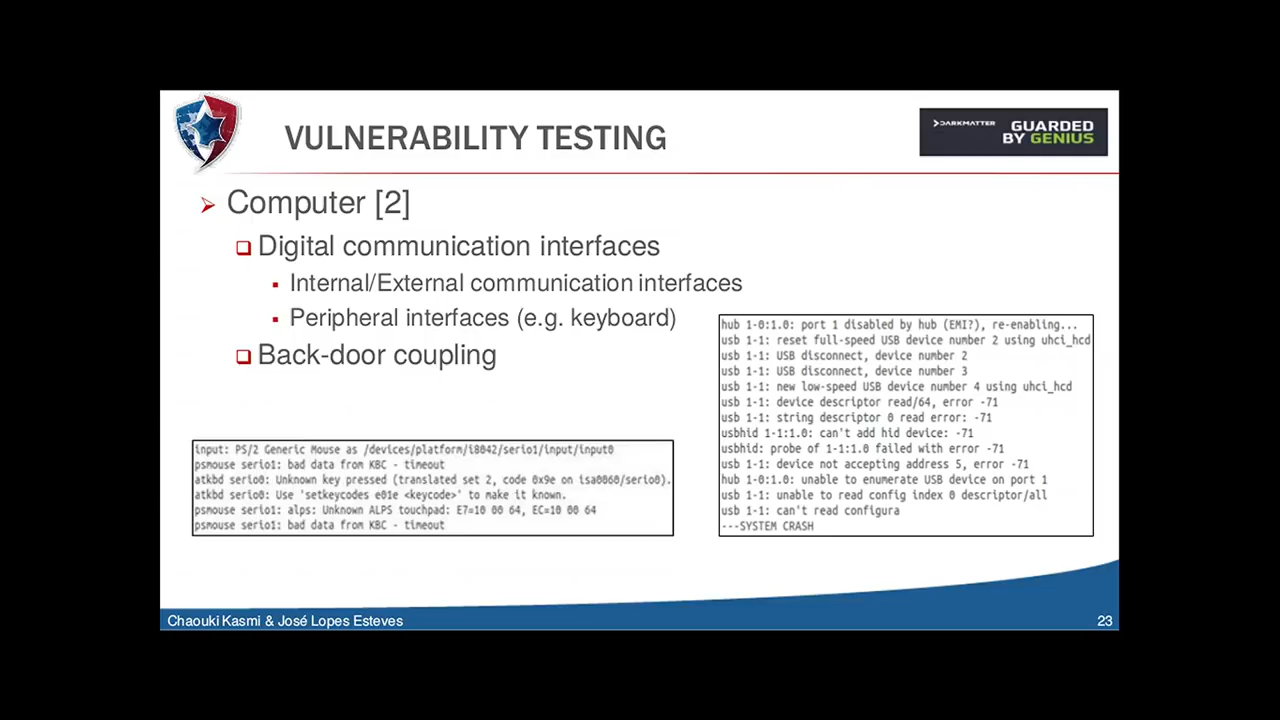 VULNERABILITY TESTING
DARKMATTER
GUARDED
BY GENIUS
Computer [2]
Digital communication interfaces
Internal/External communication interfaces
Peripheral interfaces (e.g. keyboard)
Back-door coupling
input: PS/2 Generic Mouse as /devices/platform/i8042/serio1/input/input0
psmouse serio1: bad data from KBC - timeout
atkbd serio0: Unknown key pressed (translated set 2, code 0x9e on isa0060/serio0).
atkbd serio0: Use 'setkeycodes e01e <keycode>' to make it known.
psmouse serio1: alps: Unknown ALPS touchpad: E7=10 00 64, EC=10 00 64
psmouse serio1: bad data from KBC - timeout
hub 1-0:1.0: port 1 disabled by hub (EMI?), re-enabling...
usb 1-1: reset full-speed USB device number 2 using uhci_hcd
usb 1-1: USB disconnect, device number 2
usb 1-1: USB disconnect, device number 3
usb 1-1: new low-speed USB device number 4 using uhci_hcd
usb 1-1: device descriptor read/64, error -71
usb 1-1: string descriptor 0 read error: -71
usbhid 1-1:1.0: can't add hid device: -71
usbhid: probe of 1-1:1.0 failed with error -71
usb 1-1: device not accepting address 5, error -71
hub 1-0:1.0: unable to enumerate USB device on port 1
usb 1-1: unable to read config index 0 descriptor/all
usb 1-1: can't read configura
---SYSTEM CRASH
Chaouki Kasmi & José Lopes Esteves
23